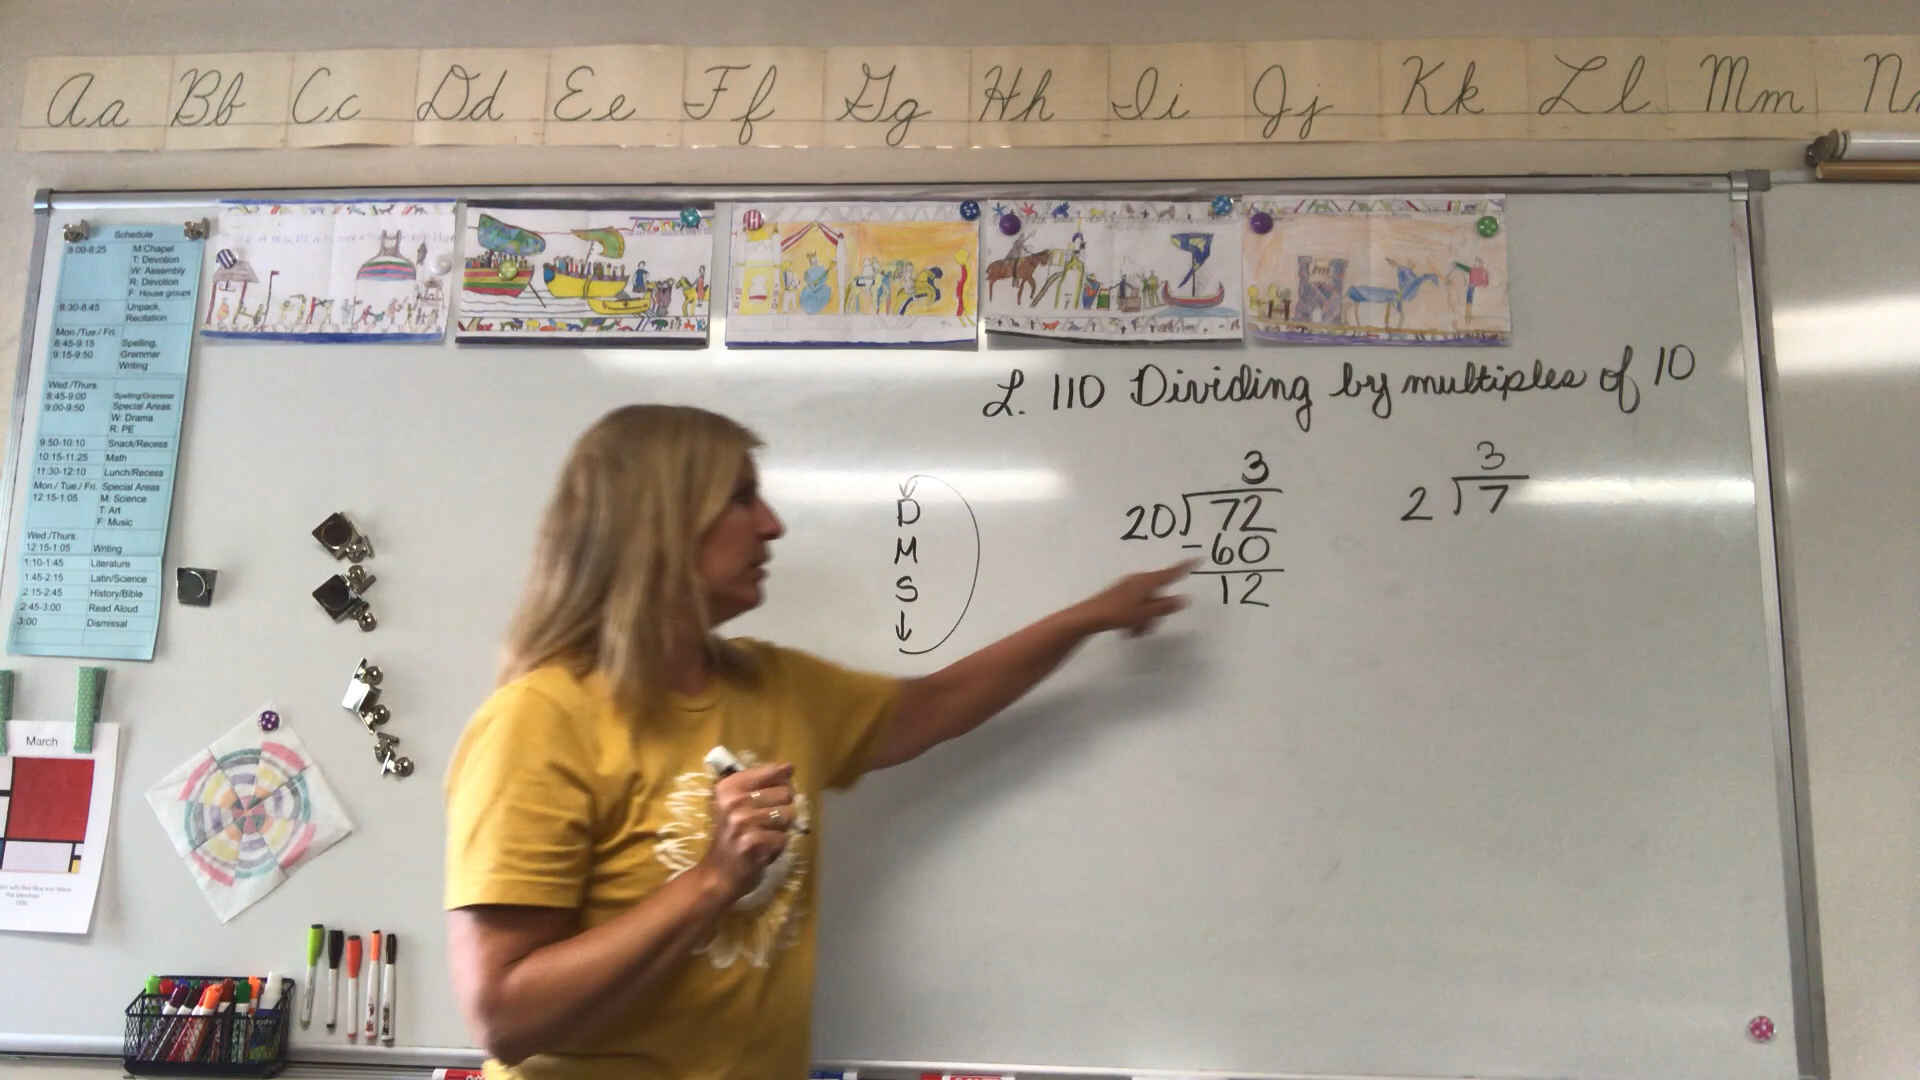 Aa Bb Cc Dd Ee Ff Gg Hh Ii Jj Kk Ll Mm
Schedule
8:00-8:25 M:Chapel
T: Devotion
W: Assembly
R: Devotion
F: House groups
8:30-8:45 Unpack,
Recitation
Mon./Tue./ Fri.
8:45-9:15 Spelling,
9:15-9:50 Grammar
Writing
Wed./Thurs.
8:45-9:00 Spelling/Grammar
9:00-9:50 Special Areas:
W: Drama
R: PE
9:50-10:10 Snack/Recess
10:15-11:25 Math
11:30-12:10 Lunch/Recess
Mon./ Tue./ Fri. Special Areas
12:15-1:05 M: Science
T: Art
F: Music
Wed./Thurs.
12:15-1:05 Writing
1:10-1:45 Literature
1:45-2:15 Latin/Science
2:15-2:45 History/Bible
2:45-3:00 Read Aloud
3:00 Dismissal
L. 110 Dividing by multiples of 10
D
M
S
↓
3
20) 72
-60
12
3
2 ) 7
March